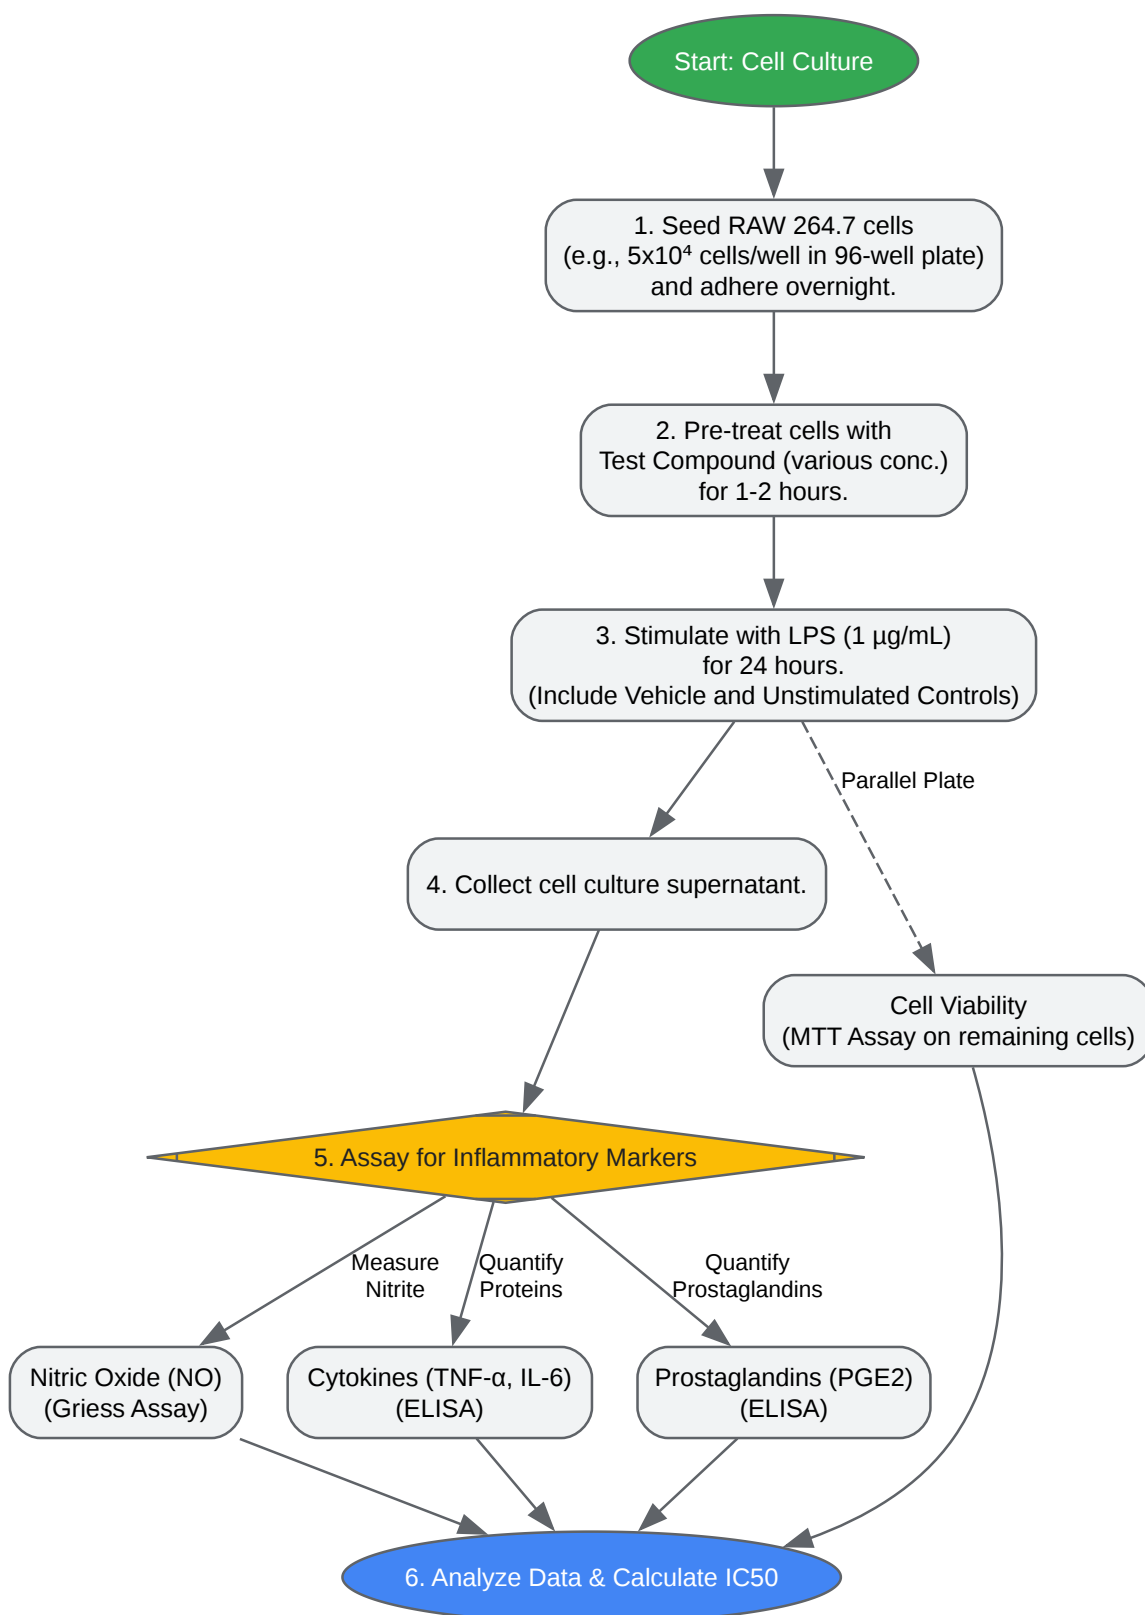 Start: Cell Culture
1. Seed RAW 264.7 cells
(e.g., 5x10⁴ cells/well in 96-well plate)
and adhere overnight.
2. Pre-treat cells with
Test Compound (various conc.)
for 1-2 hours.
3. Stimulate with LPS (1 µg/mL)
for 24 hours.
(Include Vehicle and Unstimulated Controls)
Parallel Plate
4. Collect cell culture supernatant.
Cell Viability
(MTT Assay on remaining cells)
5. Assay for Inflammatory Markers
Measure
Nitrite
Quantify
Proteins
Quantify
Prostaglandins
Nitric Oxide (NO)
(Griess Assay)
Cytokines (TNF-α, IL-6)
(ELISA)
Prostaglandins (PGE2)
(ELISA)
6. Analyze Data & Calculate IC50